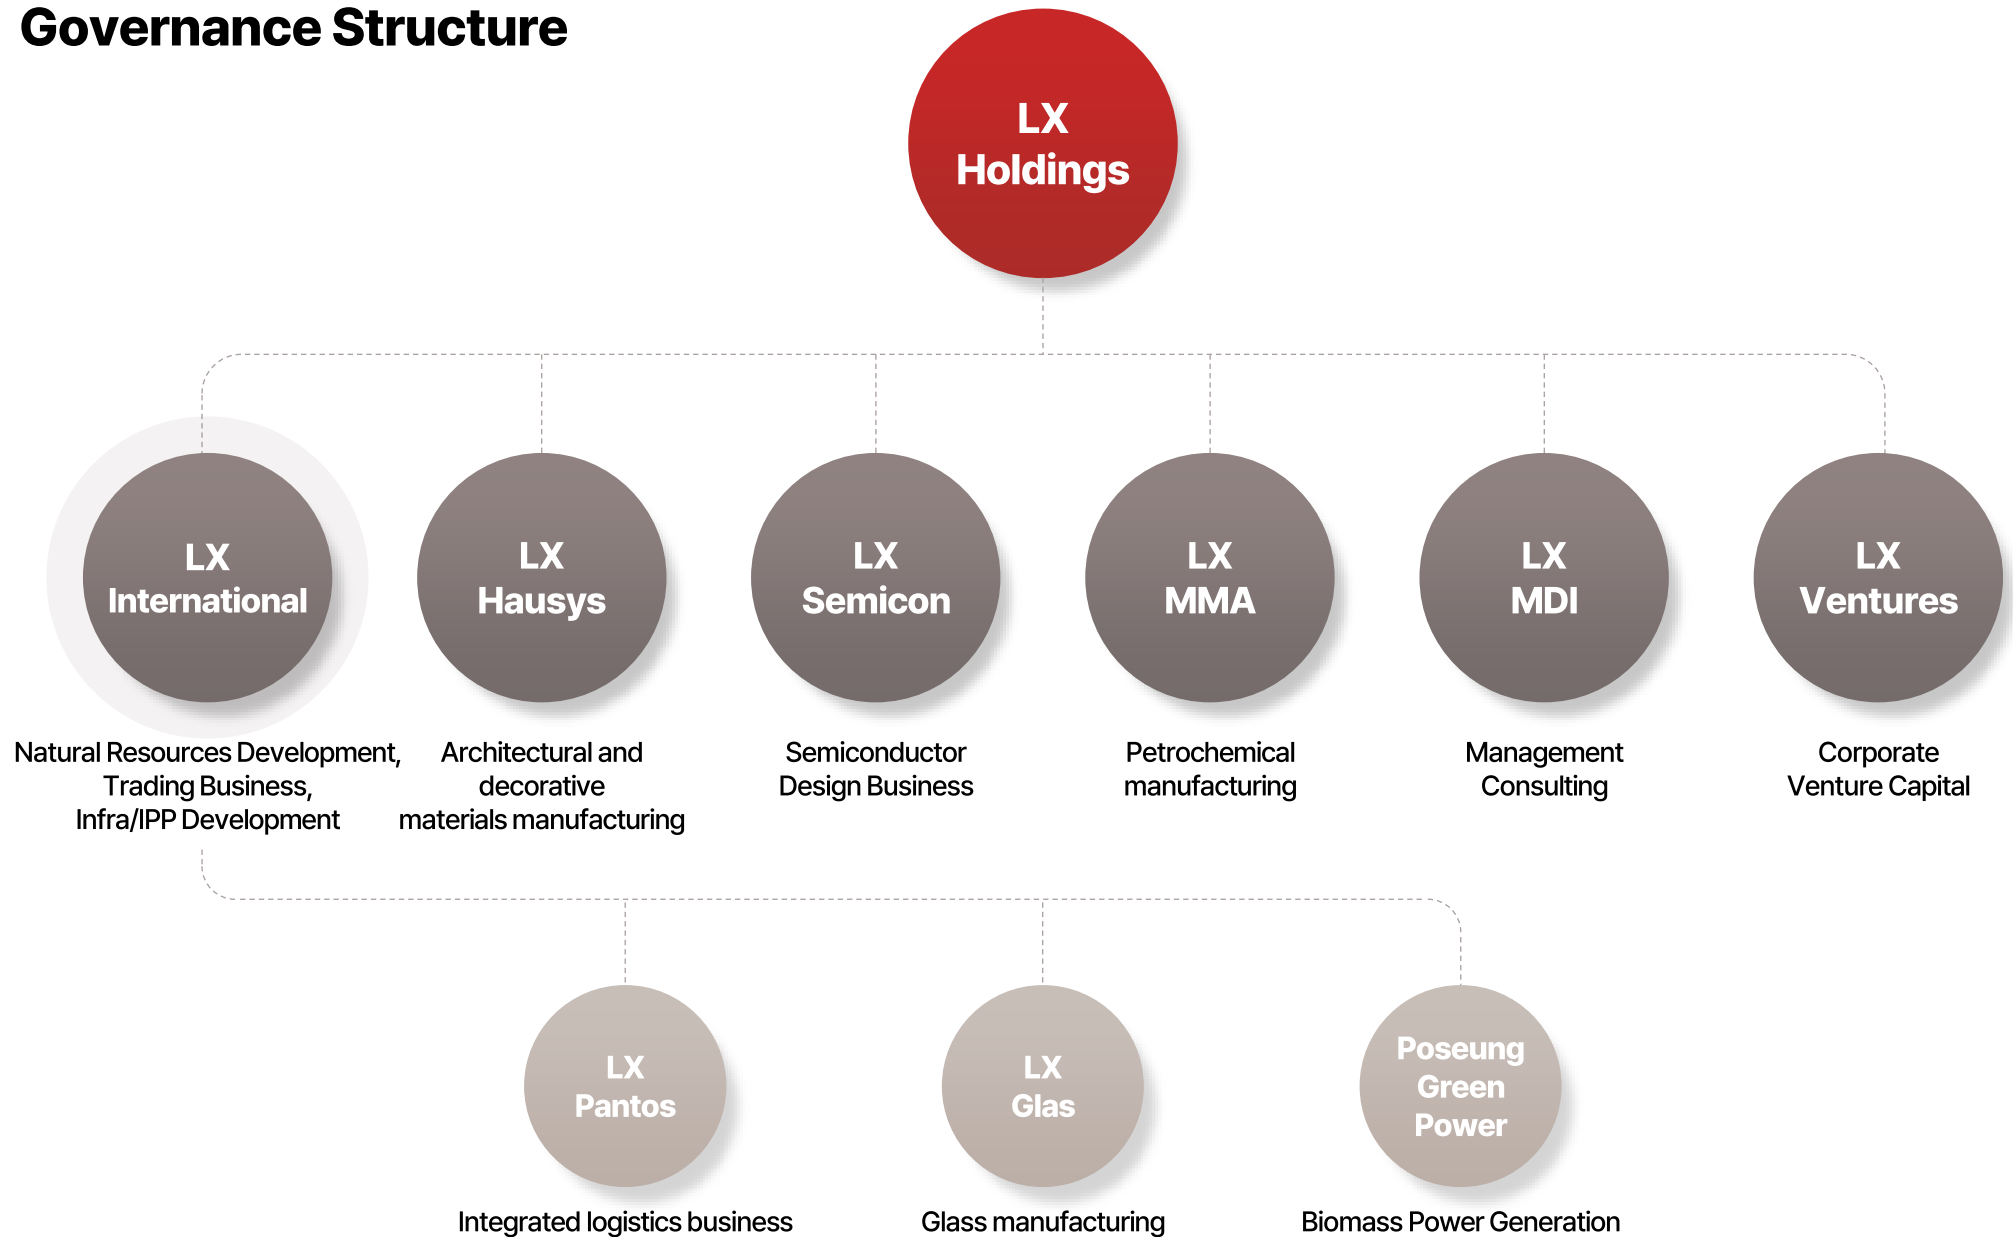 Governance Structure
LX
Holdings
LX
International
LX
Hausys
LX
Semicon
LX
MMA
LX
MDI
LX
Ventures
Natural Resources Development,
Trading Business,
Infra/IPP Development
Architectural and
decorative
materials manufacturing
Semiconductor
Design Business
Petrochemical
manufacturing
Management
Consulting
Corporate
Venture Capital
LX
Pantos
LX
Glas
Poseung
Green
Power
Integrated logistics business
Glass manufacturing
Biomass Power Generation